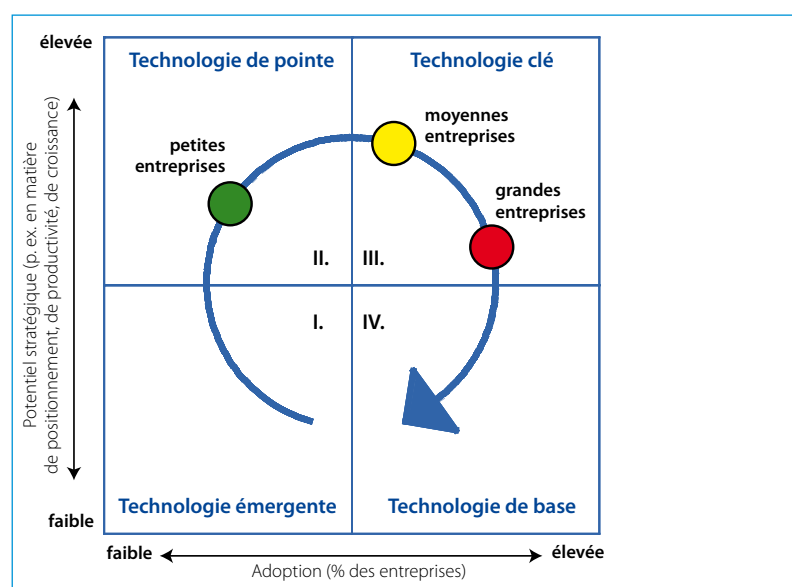 élevée
Technologie de pointe
Technologie clé
moyennes
entreprises
petites
entreprises
grandes
entreprises
II.
III.
I.
IV.
Potentiel stratégique (p. ex. en matière
de positionnement, de productivité, de croissance)
Technologie émergente
Technologie de base
faible
faible
élevée
Adoption (% des entreprises)